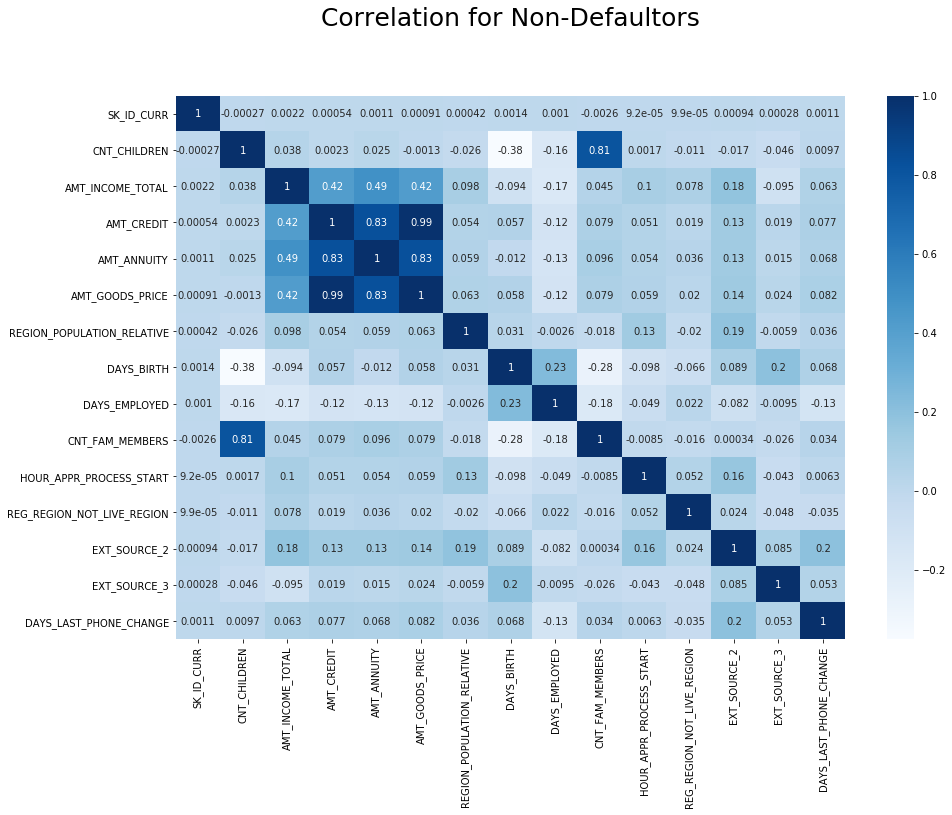 Correlation for Non-Defaultors
SK_ID_CURR 1 -0.00027 0.0022 0.00054 0.0011 0.00091 0.00042 0.0014 0.001 -0.0026 9.2e-05 9.9e-05 0.00094 0.00028 0.0011
CNT_CHILDREN -0.00027 1 0.038 0.0023 0.025 -0.0013 -0.026 -0.38 -0.16 0.81 0.0017 -0.011 -0.017 -0.046 0.0097
AMT_INCOME_TOTAL 0.0022 0.038 1 0.42 0.49 0.42 0.098 -0.094 -0.17 0.045 0.1 0.078 0.18 -0.095 0.063
AMT_CREDIT 0.00054 0.0023 0.42 1 0.83 0.99 0.054 0.057 -0.12 0.079 0.051 0.019 0.13 0.019 0.077
AMT_ANNUITY 0.0011 0.025 0.49 0.83 1 0.83 0.059 -0.012 -0.13 0.096 0.054 0.036 0.13 0.015 0.068
AMT_GOODS_PRICE 0.00091 -0.0013 0.42 0.99 0.83 1 0.063 0.058 -0.12 0.079 0.059 0.02 0.14 0.024 0.082
REGION_POPULATION_RELATIVE 0.00042 -0.026 0.098 0.054 0.059 0.063 1 0.031 -0.0026 -0.018 0.13 -0.02 0.19 -0.0059 0.036
DAYS_BIRTH 0.0014 -0.38 -0.094 0.057 -0.012 0.058 0.031 1 0.23 -0.28 -0.098 -0.066 0.089 0.2 0.068
DAYS_EMPLOYED 0.001 -0.16 -0.17 -0.12 -0.13 -0.12 -0.0026 0.23 1 -0.18 -0.049 0.022 -0.082 -0.0095 -0.13
CNT_FAM_MEMBERS -0.0026 0.81 0.045 0.079 0.096 0.079 -0.018 -0.28 -0.18 1 -0.0085 -0.016 0.00034 -0.026 0.034
HOUR_APPR_PROCESS_START 9.2e-05 0.0017 0.1 0.051 0.054 0.059 0.13 -0.098 -0.049 -0.0085 1 0.052 0.16 -0.043 0.0063
REG_REGION_NOT_LIVE_REGION 9.9e-05 -0.011 0.078 0.019 0.036 0.02 -0.02 -0.066 0.022 -0.016 0.052 1 0.024 -0.048 -0.035
EXT_SOURCE_2 0.00094 -0.017 0.18 0.13 0.13 0.14 0.19 0.089 -0.082 0.00034 0.16 0.024 1 0.085 0.2
EXT_SOURCE_3 0.00028 -0.046 -0.095 0.019 0.015 0.024 -0.0059 0.2 -0.0095 -0.026 -0.043 -0.048 0.085 1 0.053
DAYS_LAST_PHONE_CHANGE 0.0011 0.0097 0.063 0.077 0.068 0.082 0.036 0.068 -0.13 0.034 0.0063 -0.035 0.2 0.053 1
SK_ID_CURR
CNT_CHILDREN
AMT_INCOME_TOTAL
AMT_CREDIT
AMT_ANNUITY
AMT_GOODS_PRICE
REGION_POPULATION_RELATIVE
DAYS_BIRTH
DAYS_EMPLOYED
CNT_FAM_MEMBERS
HOUR_APPR_PROCESS_START
REG_REGION_NOT_LIVE_REGION
EXT_SOURCE_2
EXT_SOURCE_3
DAYS_LAST_PHONE_CHANGE
1.0
0.8
0.6
0.4
0.2
0.0
−0.2